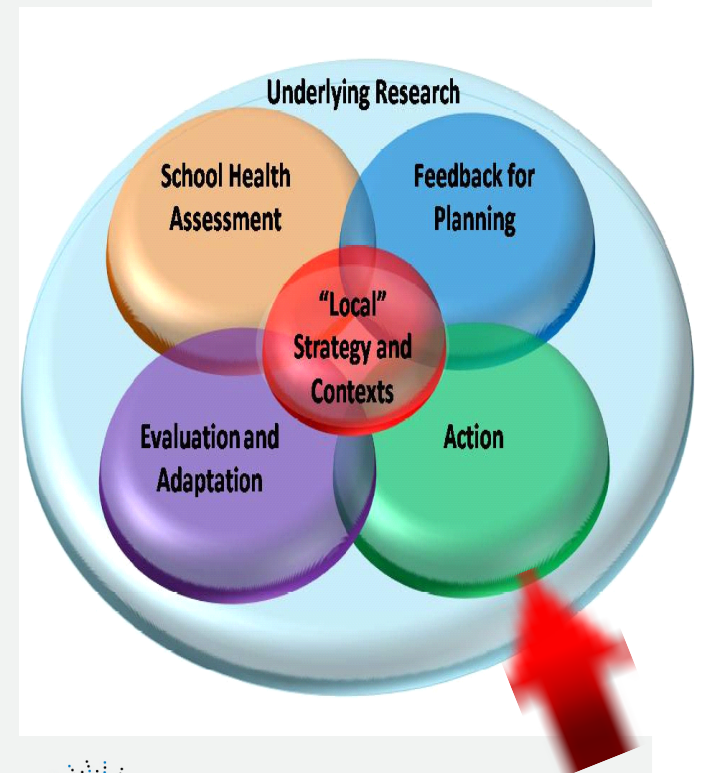 Underlying Research
School Health
Assessment
Feedback for
Planning
“Local”
Strategy and
Contexts
Evaluation and
Adaptation
Action